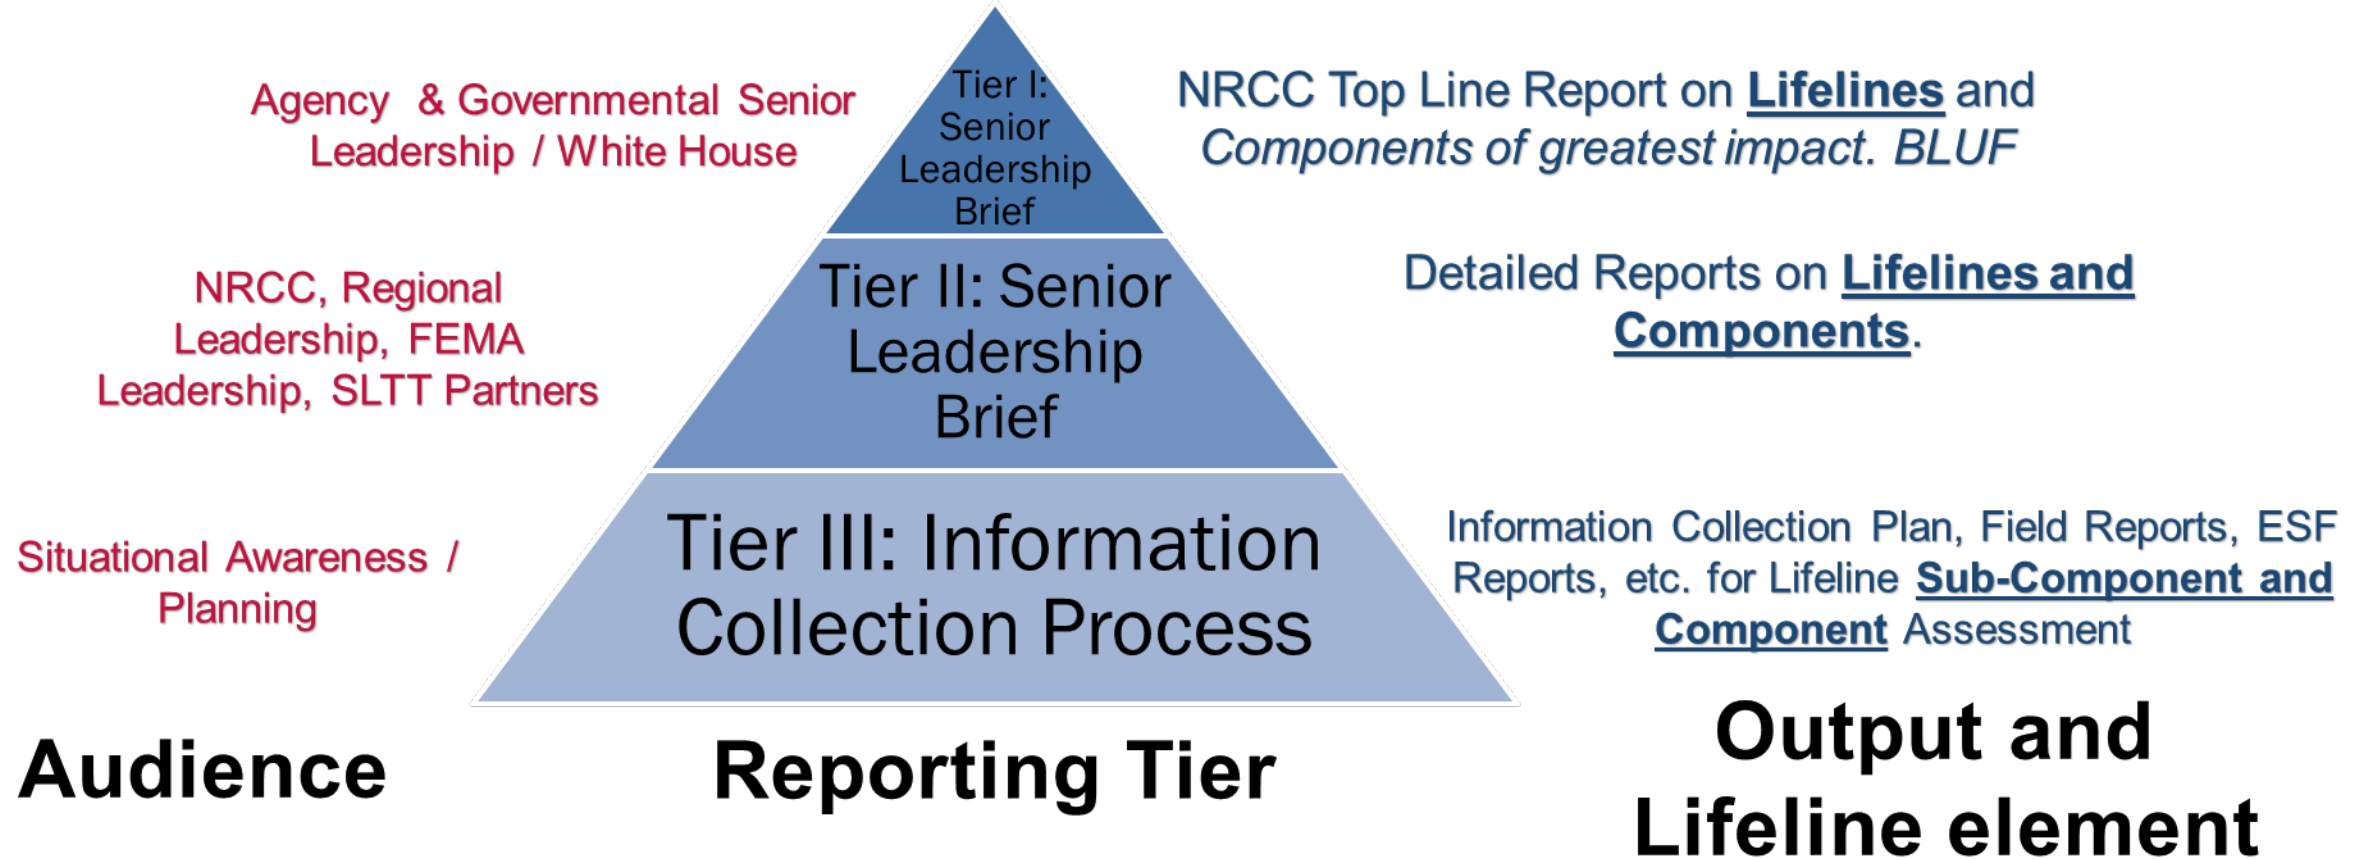 Agency & Governmental Senior
Leadership / White House
Tier I:
Senior
Leadership
Brief
NRCC Top Line Report on Lifelines and
Components of greatest impact. BLUF
NRCC, Regional
Leadership, FEMA
Leadership, SLTT Partners
Tier II: Senior
Leadership
Brief
Detailed Reports on Lifelines and
Components.
Situational Awareness /
Planning
Tier III: Information
Collection Process
Information Collection Plan, Field Reports, ESF
Reports, etc. for Lifeline Sub-Component and
Component Assessment
Audience
Reporting Tier
Output and
Lifeline element